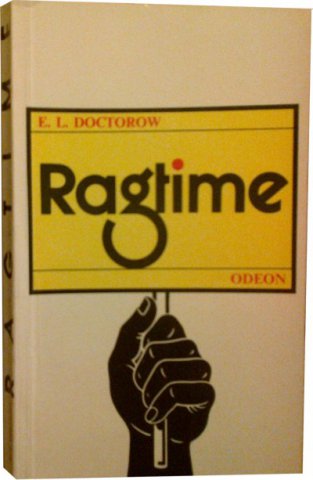 RAGTIME
E. L. DOCTOROW
Ragtime
ODEON